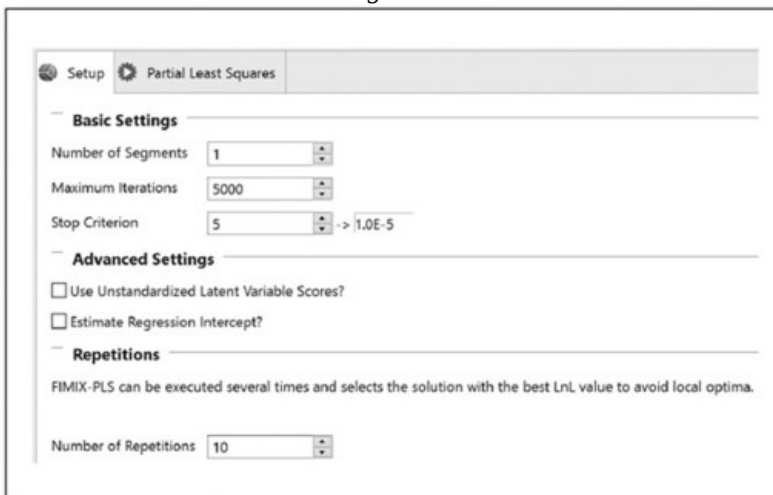 Setup Partial Least Squares
Basic Settings
Number of Segments 1
Maximum Iterations 5000
Stop Criterion 5 -> 1.0E-5
Advanced Settings
Use Unstandardized Latent Variable Scores?
Estimate Regression Intercept?
Repetitions
FIMIX-PLS can be executed several times and selects the solution with the best LnL value to avoid local optima.
Number of Repetitions 10